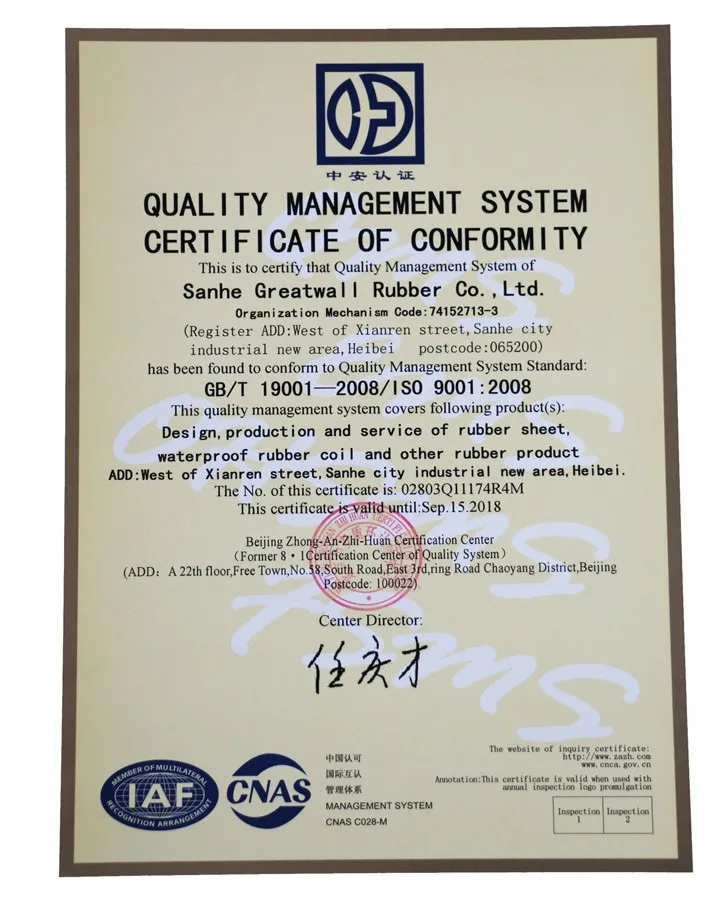 中安认证
QUALITY MANAGEMENT SYSTEM
CERTIFICATE OF CONFORMITY
This is to certify that Quality Management System of
Sanhe Greatwall Rubber Co.,Ltd.
Organization Mechanism Code:74152713-3
(Register ADD:West of Xianren street,Sanhe city
industrial new area,Heibei postcode:065200)
has been found to conform to Quality Management System Standard:
GB/T 19001—2008/ISO 9001:2008
This quality management system covers following product(s):
Design,production and service of rubber sheet,
waterproof rubber coil and other rubber product
ADD:West of Xianren street,Sanhe city industrial new area,Heibei.
The No. of this certificate is: 02803Q11174R4M
This certificate is valid until:Sep.15.2018
Beijing Zhong-An-Zhi-Huan Certification Center
(Former 8·1Certification Center of Quality System)
(ADD: A 22th floor,Free Town,No.58,South Road,East 3rd,ring Road Chaoyang District,Beijing
Postcode: 100022)
Center Director:
任庆才
MEMBER OF MULTILATERAL
IAF
RECOGNITION ARRANGEMENT
CNAS
中国认可
国际互认
管理体系
MANAGEMENT SYSTEM
CNAS C028-M
The website of inquiry certificate:
http://www.zazh.com
www.cnca.gov.cn
Annotation:This certificate is valid when used with
annual inspection logo promulgation
Inspection 1
Inspection 2